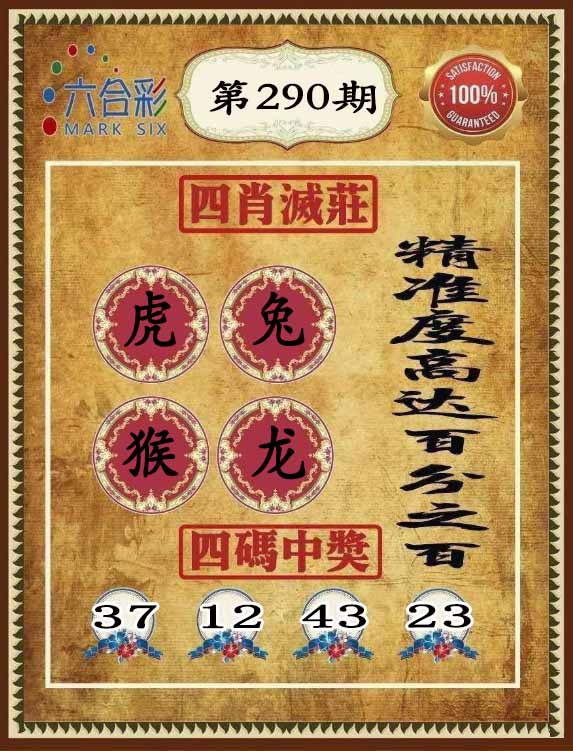 六合彩
MARK SIX
第290期
SATISFACTION
100%
GUARANTEED
四肖滅莊
虎 兔
猴 龙
精准度高达百分之百
四碼中獎
37 12 43 23